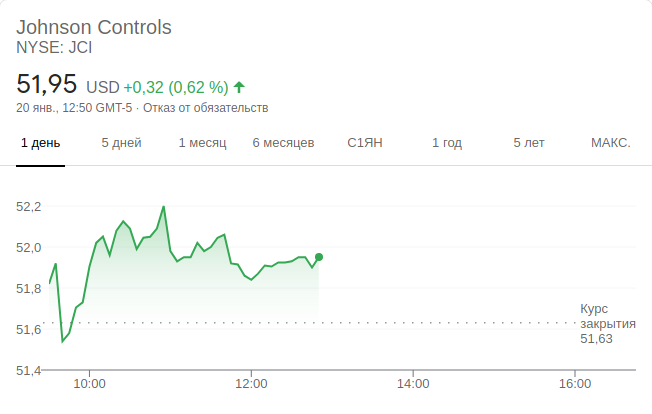 Johnson Controls
NYSE: JCI
51,95 USD +0,32 (0,62 %)
20 янв., 12:50 GMT-5 · Отказ от обязательств
1 день 5 дней 1 месяц 6 месяцев С1ЯН 1 год 5 лет МАКС.
52,2
52,0
51,8
51,6
51,4
Курс
закрытия
51,63
10:00 12:00 14:00 16:00